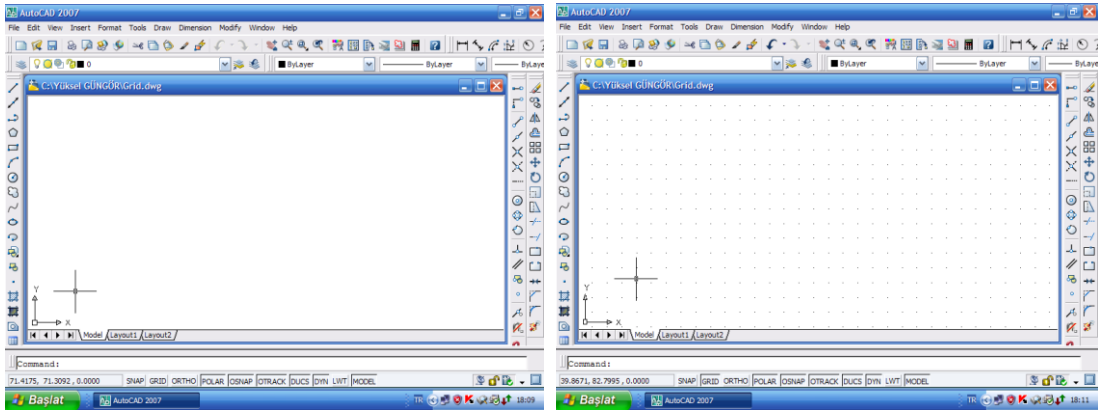 AutoCAD 2007
File Edit View Insert Format Tools Draw Dimension Modify Window Help
0 ByLayer ByLayer ByLaye
C:\Yüksel GÜNGÖR\Grid.dwg
Y
X
Model Layout1 Layout2
Command:
71.4175, 71.3092, 0.0000 SNAP GRID ORTHO POLAR OSNAP OTRACK DUCS DYN LWT MODEL
Başlat AutoCAD 2007 TR 18:09
AutoCAD 2007
File Edit View Insert Format Tools Draw Dimension Modify Window Help
0 ByLayer ByLayer ByLaye
C:\Yüksel GÜNGÖR\Grid.dwg
Y
X
Model Layout1 Layout2
Command:
39.8671, 82.7995, 0.0000 SNAP GRID ORTHO POLAR OSNAP OTRACK DUCS DYN LWT MODEL
Başlat AutoCAD 2007 TR 18:11